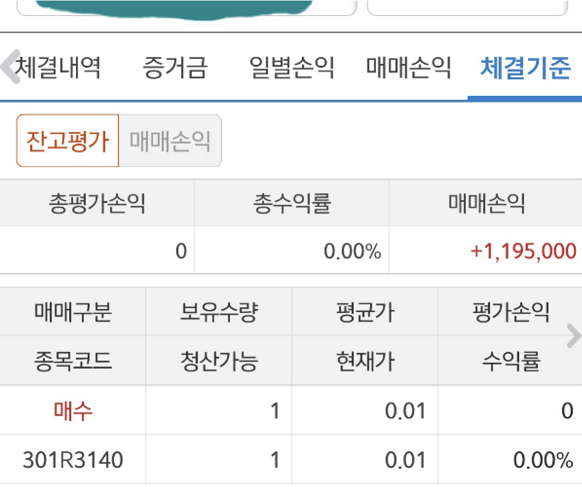 체결내역 증거금 일별손익 매매손익 체결기준
잔고평가 매매손익
총평가손익 총수익률 매매손익
0 0.00% +1,195,000
매매구분 보유수량 평균가 평가손익
종목코드 청산가능 현재가 수익률
매수 1 0.01 0
301R3140 1 0.01 0.00%